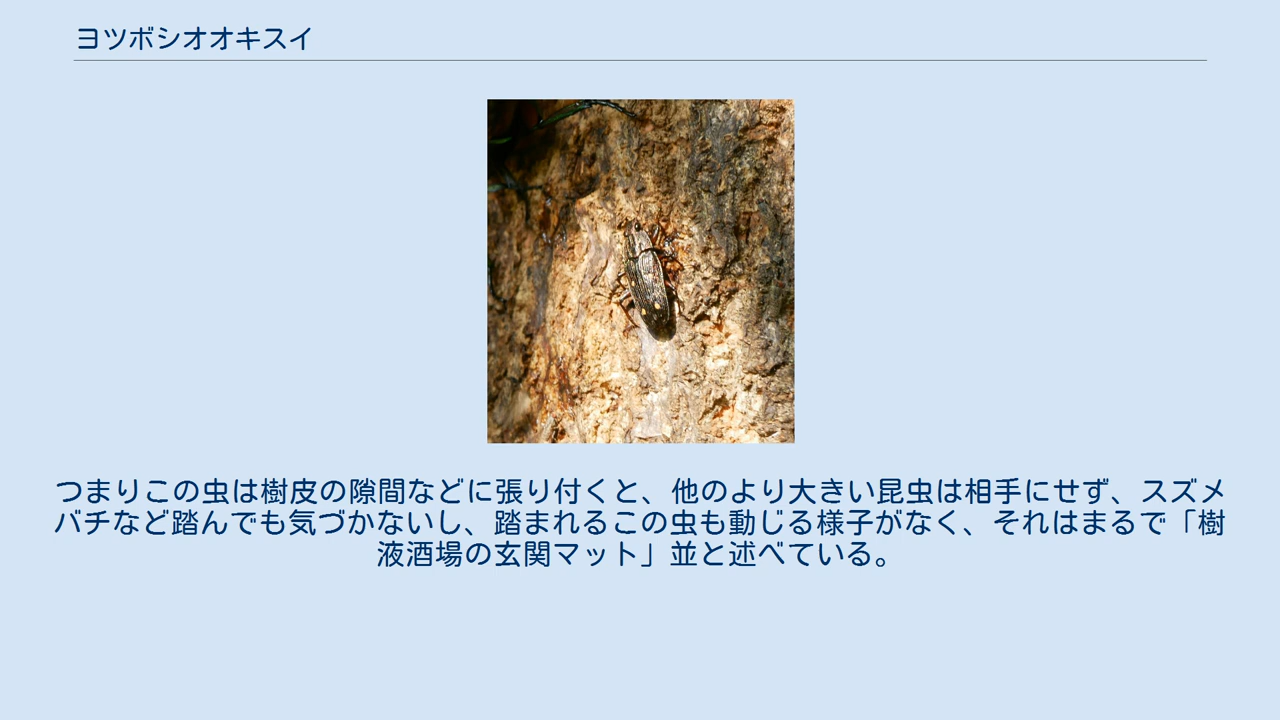 ヨツボシオオキスイ
つまりこの虫は樹皮の隙間などに張り付くと、他のより大きい昆虫は相手にせず、スズメ
バチなど踏んでも気づかないし、踏まれるこの虫も動じる様子がなく、それはまるで「樹
液酒場の玄関マット」並と述べている。